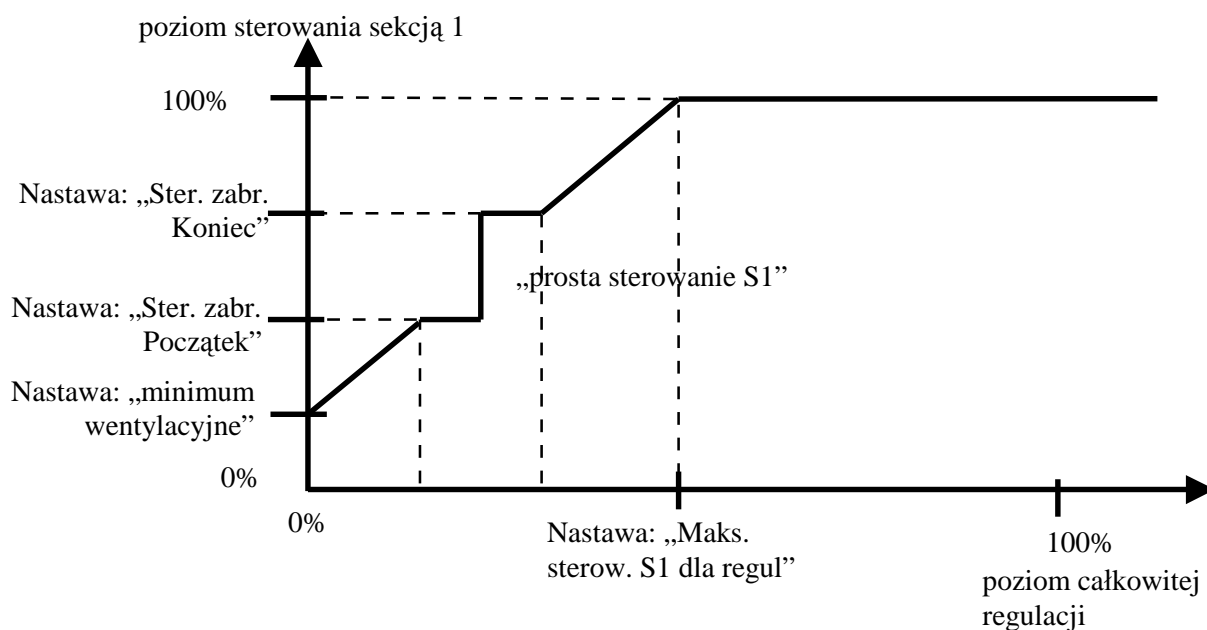 poziom sterowania sekcją 1
100%
Nastawa: „Ster. zabr.
Koniec”
„prosta sterowanie S1”
Nastawa: „Ster. zabr.
Początek”
Nastawa: „minimum
wentylacyjne”
0%
0%
Nastawa: „Maks.
sterow. S1 dla regul”
100%
poziom całkowitej
regulacji